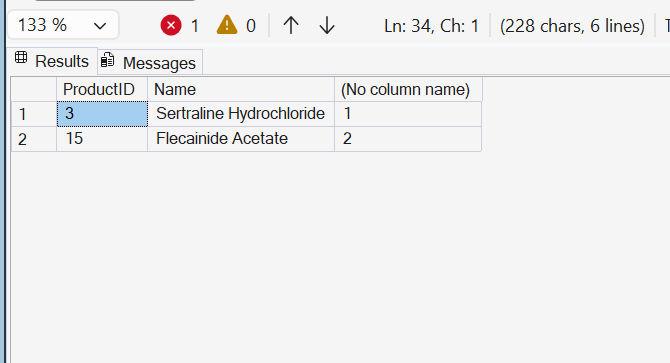 133 % 1 0 Ln: 34, Ch: 1 (228 chars, 6 lines)
Results Messages
ProductID Name (No column name)
1 3 Sertraline Hydrochloride 1
2 15 Flecainide Acetate 2